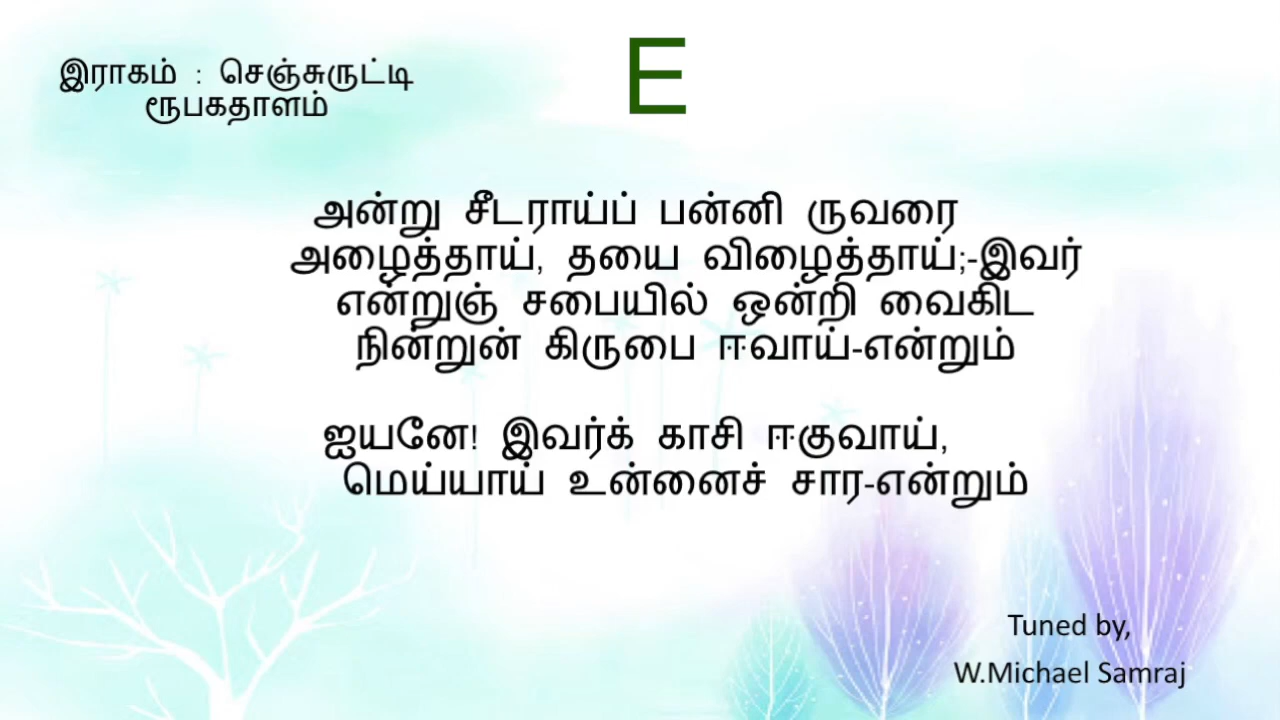 இராகம் : செஞ்சுருட்டி
ரூபகதாளம்
E
அன்று சீடராய்ப் பன்னி ருவரை
அழைத்தாய், தயை விழைத்தாய்;-இவர்
என்றுஞ் சபையில் ஒன்றி வைகிட
நின்றுன் கிருபை ஈவாய்-என்றும்
ஐயனே! இவர்க் காசி ஈகுவாய்,
மெய்யாய் உன்னைச் சார-என்றும்
Tuned by,
W.Michael Samraj